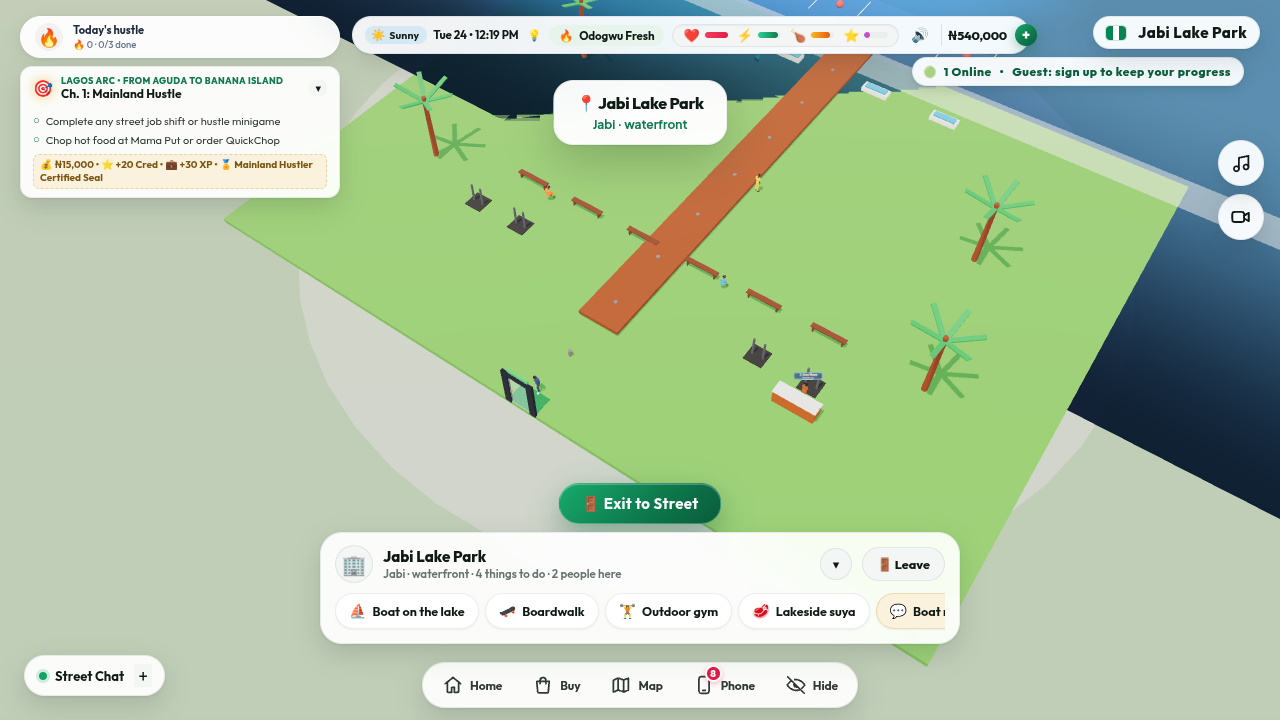 Today's hustle
🔥 0 · 0/3 done
LAGOS ARC • FROM AGUDA TO BANANA ISLAND
Ch. 1: Mainland Hustle
Complete any street job shift or hustle minigame
Chop hot food at Mama Put or order QuickChop
💰 ₦15,000 • ⭐ +20 Cred • 💼 +30 XP • 🏅 Mainland Hustler
Certified Seal
Sunny
Tue 24 • 12:19 PM
Odogwu Fresh
₦540,000
+
Jabi Lake Park
1 Online • Guest: sign up to keep your progress
📍 Jabi Lake Park
Jabi · waterfront
Exit to Street
Jabi Lake Park
Jabi · waterfront · 4 things to do · 2 people here
Leave
Boat on the lake
Boardwalk
Outdoor gym
Lakeside suya
Boat
Street Chat
+
Home
Buy
Map
8
Phone
Hide